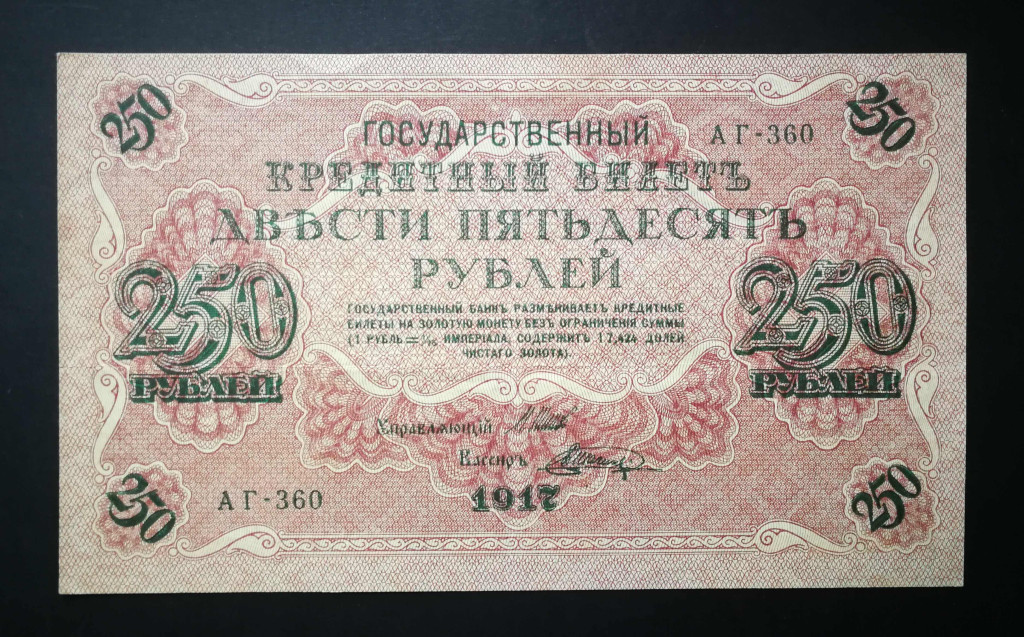 250
250
ГОСУДАРСТВЕННЫЙ
АГ-360
КРЕДИТНЫЙ БИЛЕТЪ
ДВѢСТИ ПЯТЬДЕСЯТЪ
РУБЛЕЙ
250
РУБЛЕЙ
250
РУБЛЕЙ
ГОСУДАРСТВЕННЫЙ БАНКЪ РАЗМѢНИВАЕТЪ КРЕДИТНЫЕ
БИЛЕТЫ НА ЗОЛОТУЮ МОНЕТУ БЕЗЪ ОГРАНИЧЕНІЯ СУММЫ
(1 РУБЛЬ = 1/15 ИМПЕРІАЛА, СОДЕРЖИТЪ 17,424 ДОЛЕЙ
ЧИСТАГО ЗОЛОТА).
Управляющій
Кассиръ
1917
250
АГ-360
250